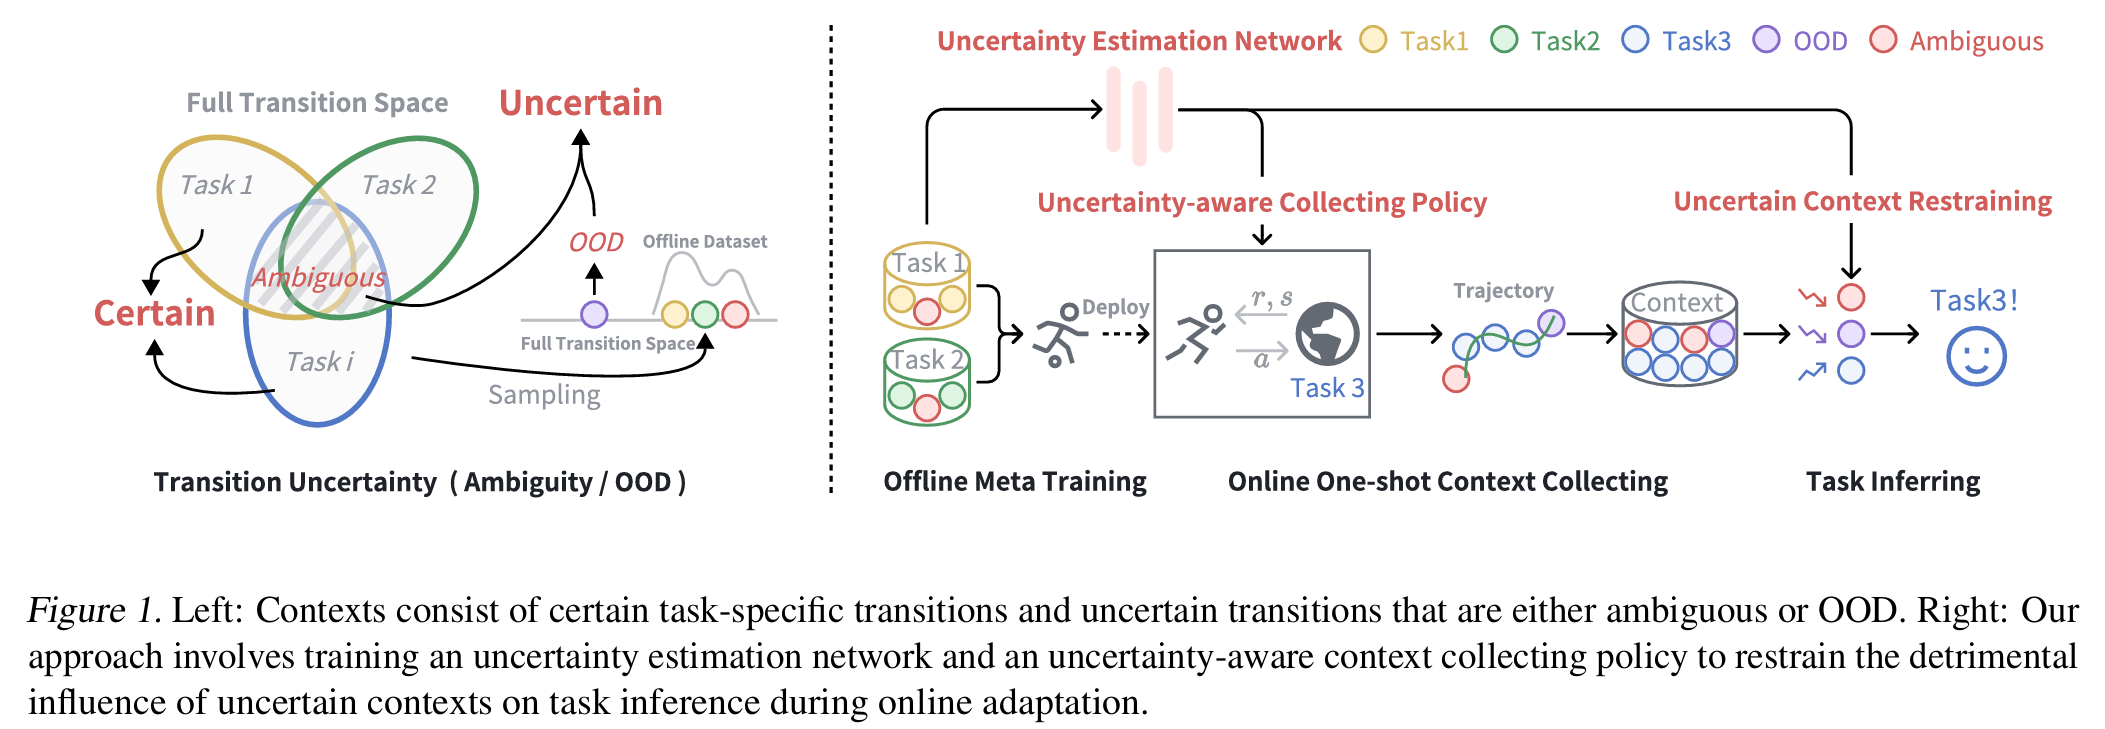 Full Transition Space
Uncertain
Task 1
Task 2
OOD
Offline Dataset
Ambiguous
Certain
Full Transition Space
Task i
Sampling
Transition Uncertainty ( Ambiguity / OOD )
Uncertainty Estimation Network
Task1
Task2
Task3
OOD
Ambiguous
Uncertainty-aware Collecting Policy
Uncertain Context Restraining
Task 1
Task 2
Deploy
r, s
a
Task 3
Trajectory
Context
Task3!
Offline Meta Training
Online One-shot Context Collecting
Task Inferring
Figure 1. Left: Contexts consist of certain task-specific transitions and uncertain transitions that are either ambiguous or OOD. Right: Our
approach involves training an uncertainty estimation network and an uncertainty-aware context collecting policy to restrain the detrimental
influence of uncertain contexts on task inference during online adaptation.